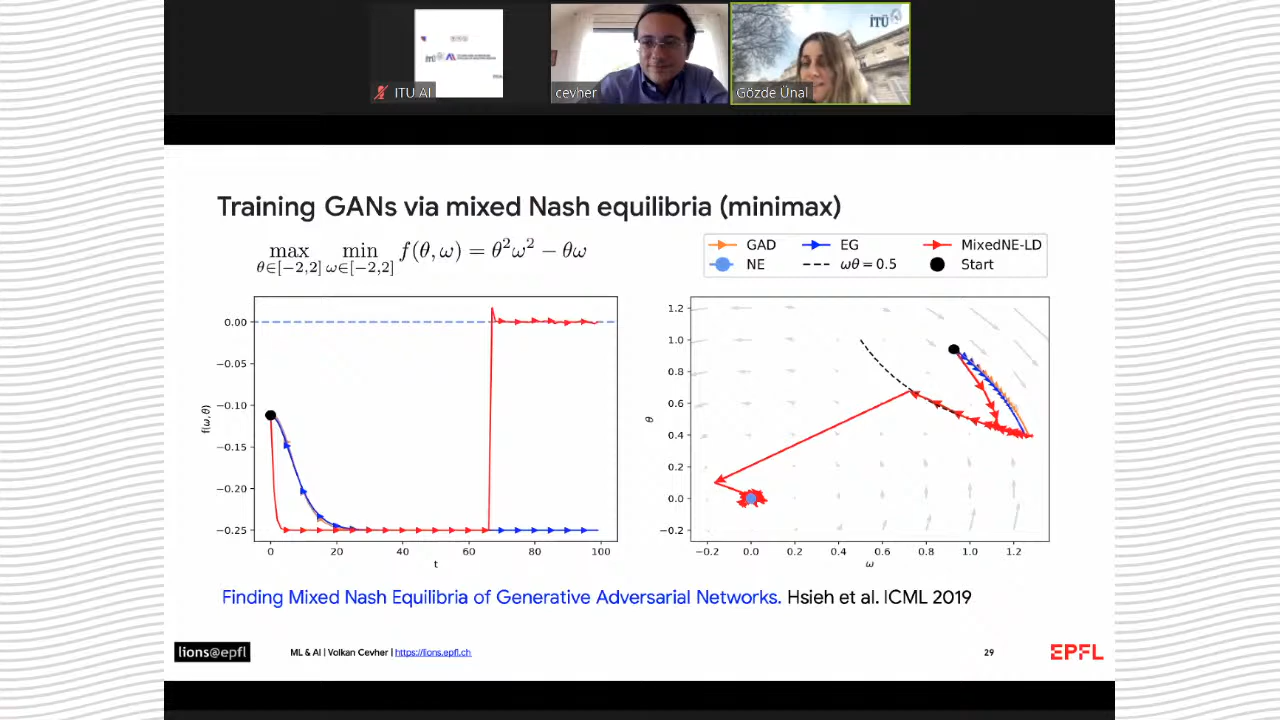 İTÜ
ITU AI
cevher
Gözde Ünal
Training GANs via mixed Nash equilibria (minimax)
max min f(θ, ω) = θ²ω² − θω
θ∈[−2,2] ω∈[−2,2]
GAD EG MixedNE-LD
NE ωθ = 0.5 Start
0.00
−0.05
−0.10
−0.15
−0.20
−0.25
f(ω,θ)
0 20 40 60 80 100
t
1.2
1.0
0.8
0.6
0.4
0.2
0.0
−0.2
θ
−0.2 0.0 0.2 0.4 0.6 0.8 1.0 1.2
ω
Finding Mixed Nash Equilibria of Generative Adversarial Networks. Hsieh et al. ICML 2019
lions@epfl ML & AI | Volkan Cevher | https://lions.epfl.ch 29 EPFL